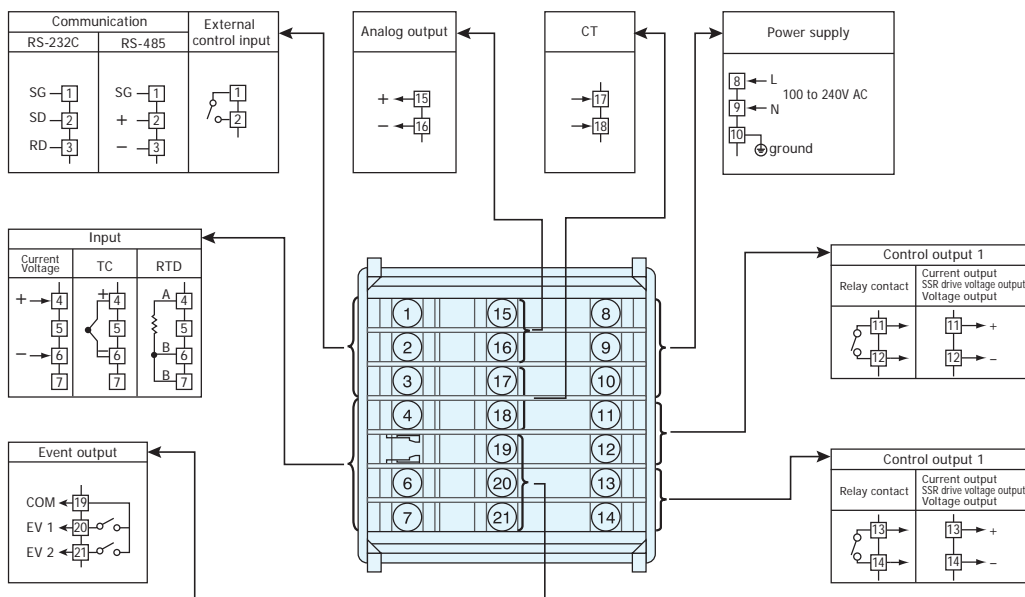 Communication
RS-232C RS-485
External
control input
SG 1
SD 2
RD 3
SG 1
+ 2
− 3
1
2
Analog output
+ 15
− 16
CT
17
18
Power supply
8 L
100 to 240V AC
9 N
10
ground
Input
Current
Voltage
TC
RTD
+ 4
5
− 6
7
+ 4
5
− 6
7
A 4
5
B 6
B 7
Event output
COM 19
EV 1 20
EV 2 21
1 15 8
2 16 9
3 17 10
4 18 11
19 12
6 20 13
7 21 14
Control output 1
Relay contact
Current output
SSR drive voltage output
Voltage output
11
12
11 +
12 −
Control output 1
Relay contact
Current output
SSR drive voltage output
Voltage output
13
14
13 +
14 −